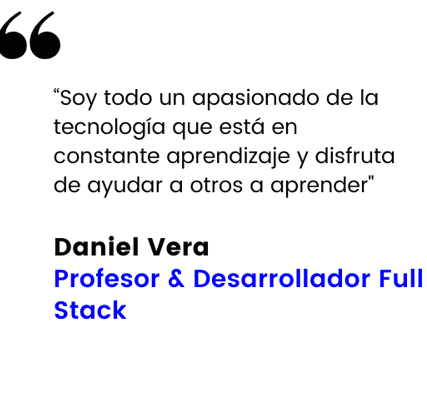 “Soy todo un apasionado de la
tecnología que está en
constante aprendizaje y disfruta
de ayudar a otros a aprender"
Daniel Vera
Profesor & Desarrollador Full
Stack